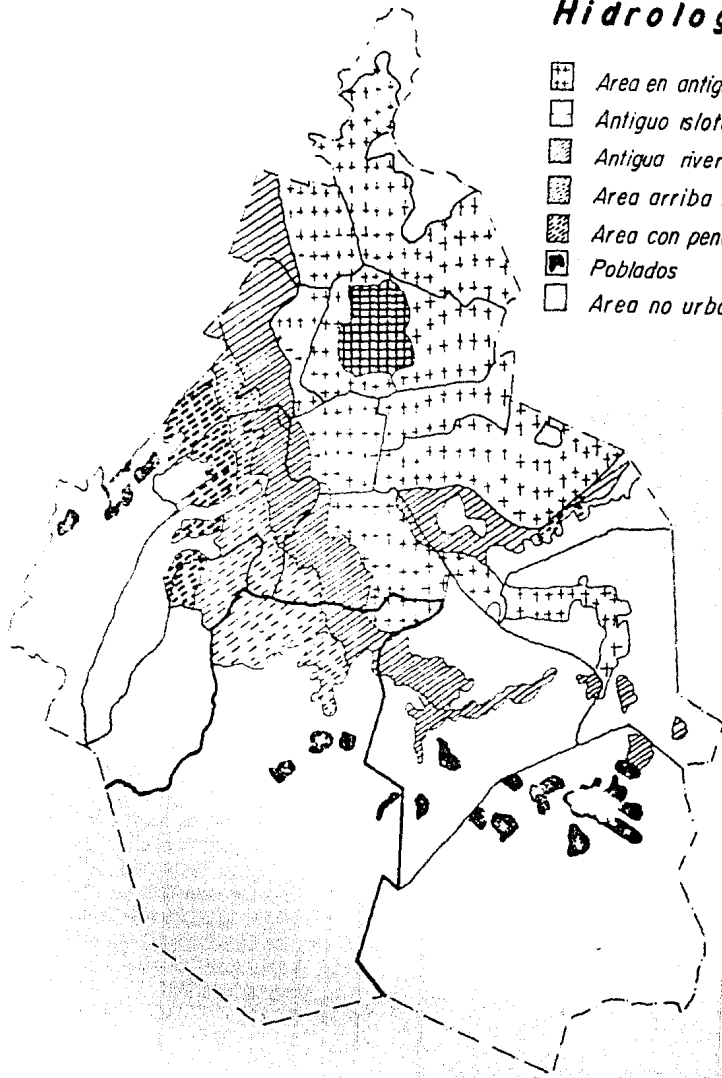 Hidrolog
Area en antig
Antiguo islot
Antigua river
Area arriba
Area con pen
Poblados
Area no urba